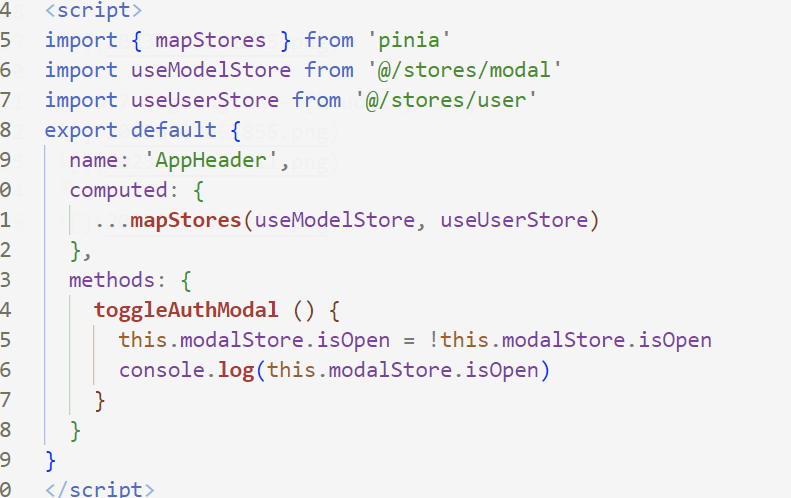 4 <script>
5 import { mapStores } from 'pinia'
6 import useModelStore from '@/stores/modal'
7 import useUserStore from '@/stores/user'
8 export default {
9   name: 'AppHeader',
0   computed: {
1     ...mapStores(useModelStore, useUserStore)
2   },
3   methods: {
4     toggleAuthModal () {
5       this.modalStore.isOpen = !this.modalStore.isOpen
6       console.log(this.modalStore.isOpen)
7     }
8   }
9 }
0 </script>